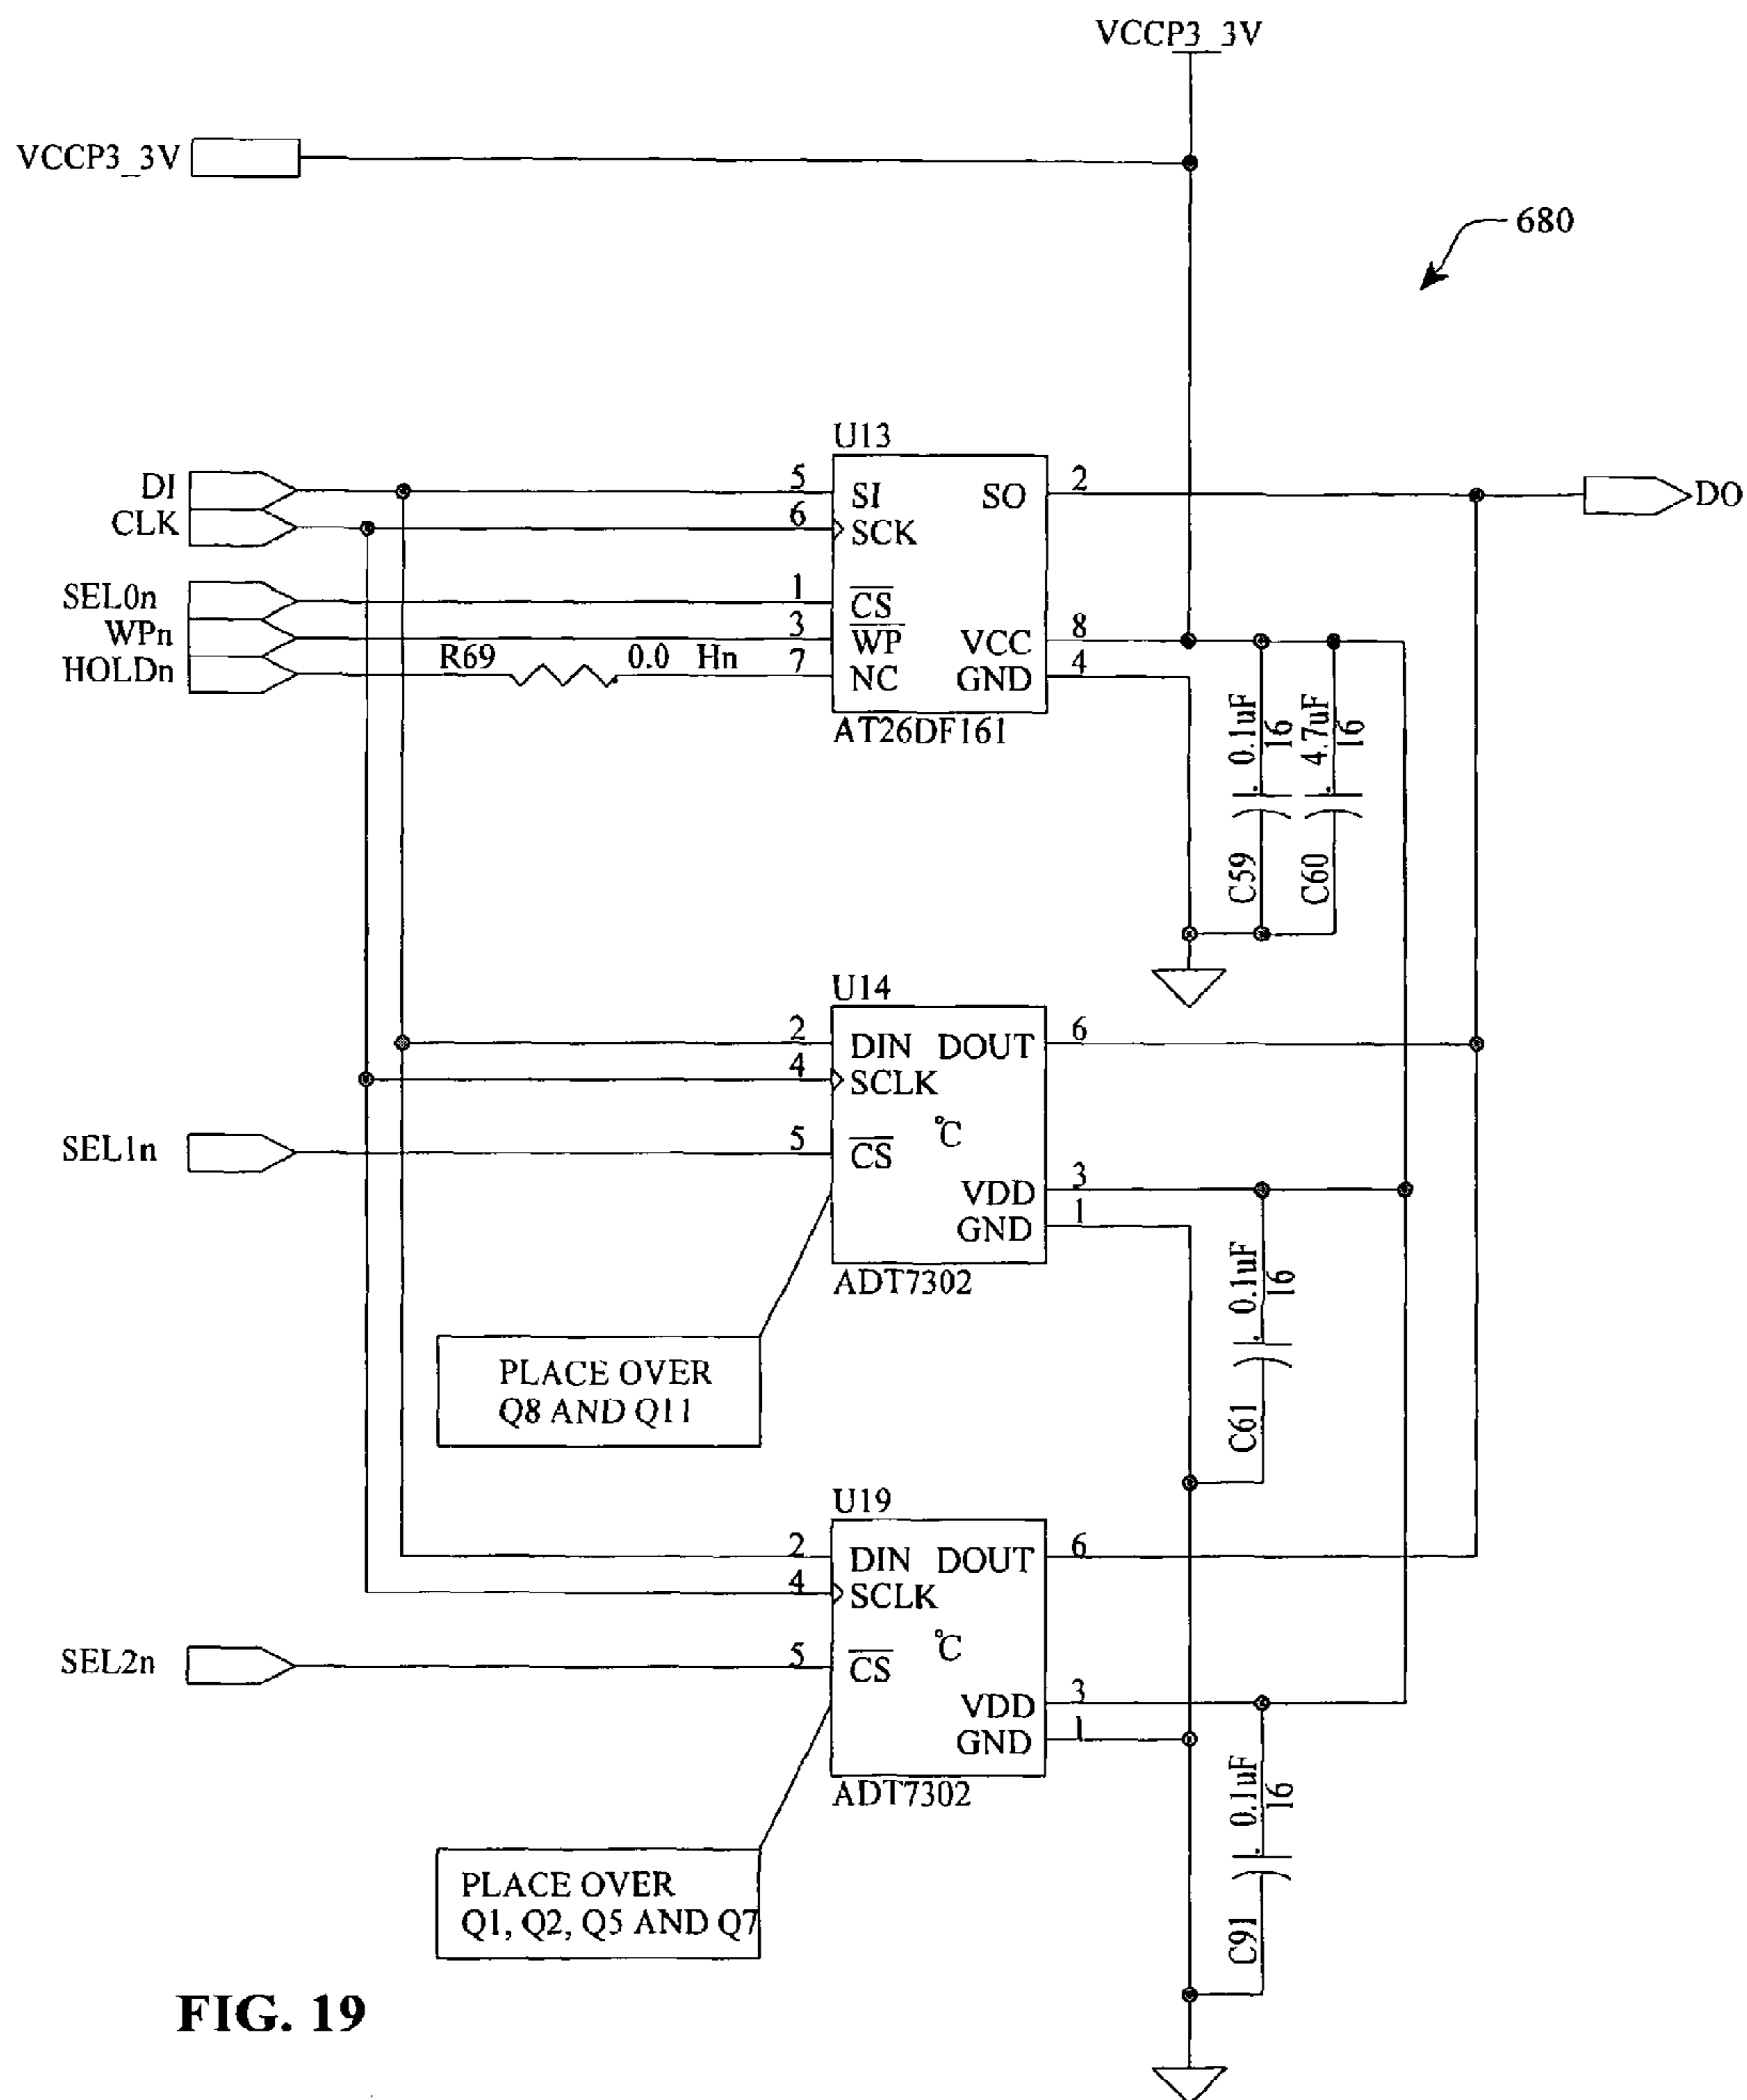 VCCP3_3V
VCCP3_3V
680
U13
DI 5 SI SO 2 DO
CLK 6 SCK
SEL0n 1 CS
WPn 3 WP VCC 8
HOLDn R69 0.0 Hn 7 NC GND 4
AT26DF161
0.1uF
16
4.7uF
16
C59
C60
U14
2 DIN DOUT 6
4 SCLK
°C
SEL1n 5 CS
VDD 3
GND 1
ADT7302
0.1uF
16
C61
PLACE OVER
Q8 AND Q11
U19
2 DIN DOUT 6
4 SCLK
°C
SEL2n 5 CS
VDD 3
GND 1
ADT7302
0.1uF
16
C91
PLACE OVER
Q1, Q2, Q5 AND Q7
FIG. 19